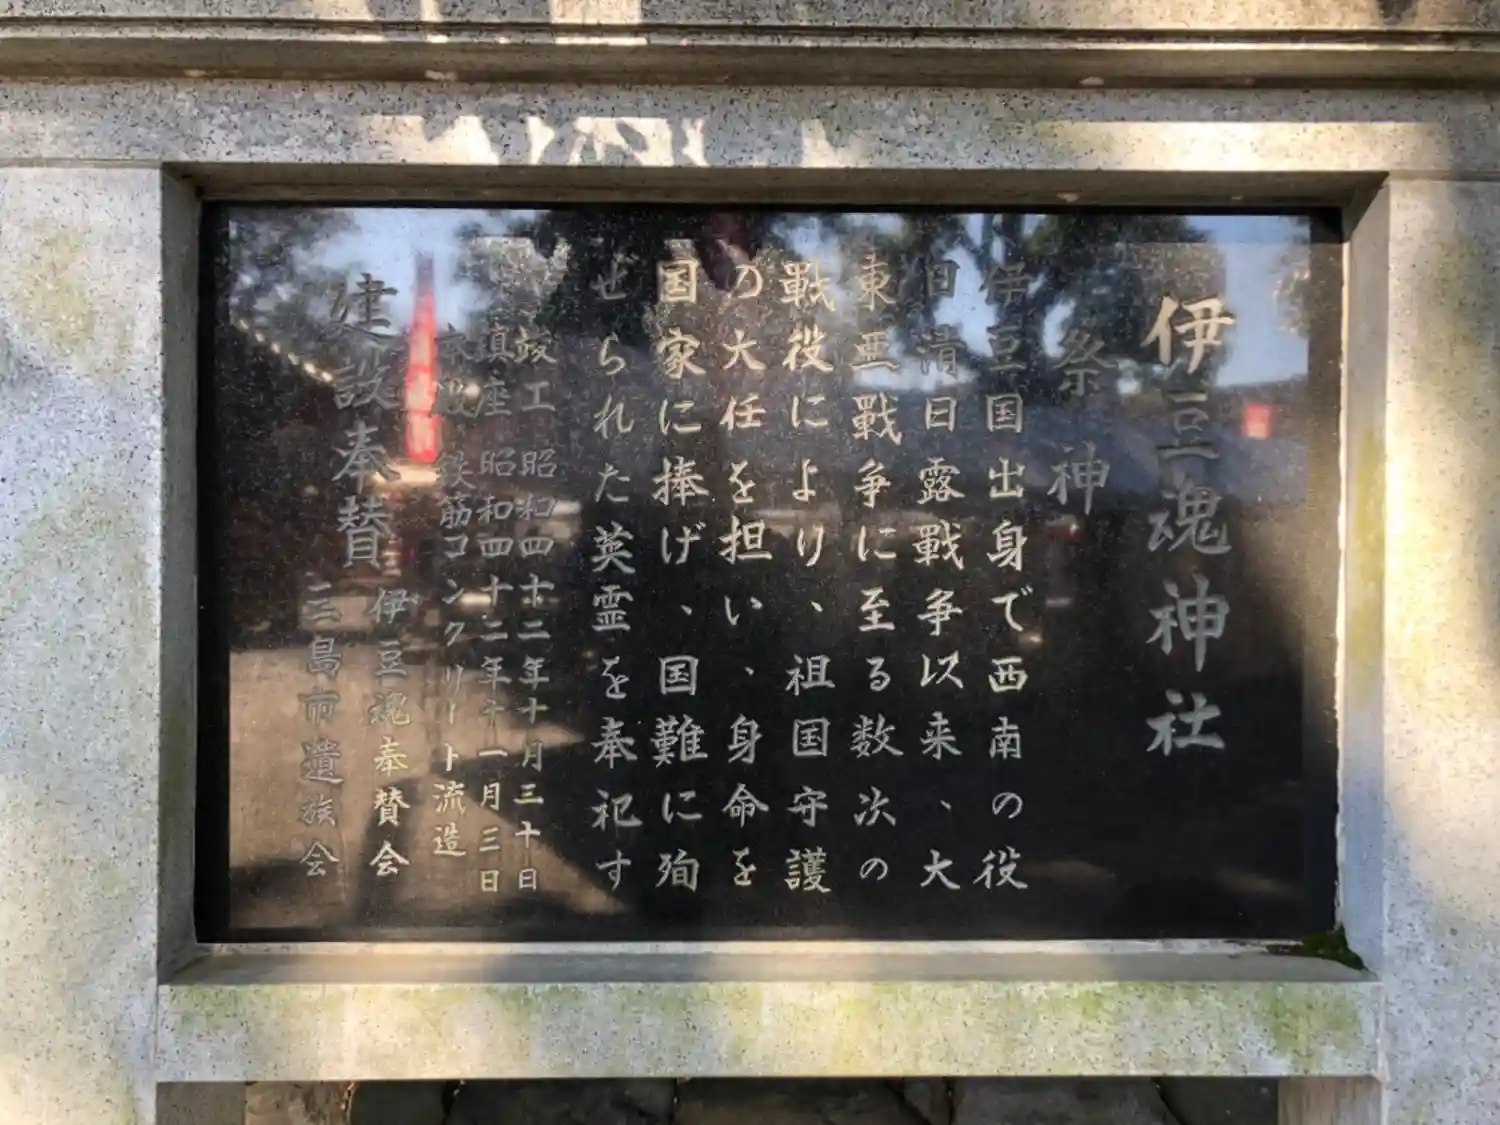 伊豆魂神社
祭神
伊豆国出身で西南の役
日清日露戦争以来、大
東亜戦争に至る数次の
戦役により、祖国守護
の大任を担い、身命を
国家に捧げ、国難に殉
ぜられた英霊を奉祀す
竣工 昭和四十二年十月三十日
鎮座 昭和四十二年十一月三日
鉄筋コンクリート流造
建設奉賛 伊豆魂奉賛会
三島市遺族会